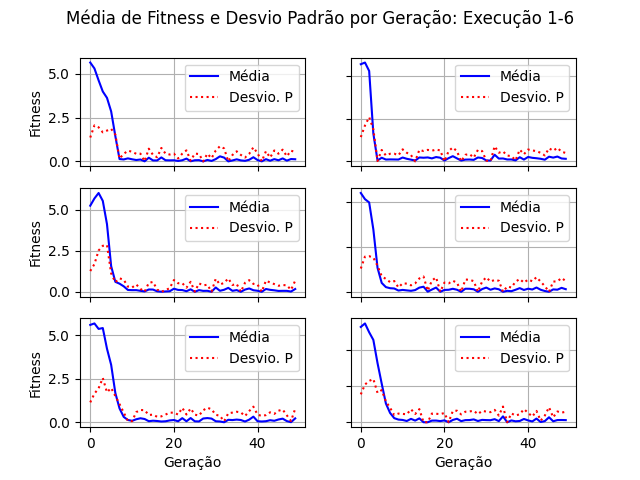 Média de Fitness e Desvio Padrão por Geração: Execução 1-6
5.0
2.5
0.0
Fitness
Média
Desvio. P
Média
Desvio. P
5.0
2.5
0.0
Fitness
Média
Desvio. P
Média
Desvio. P
5.0
2.5
0.0
Fitness
Média
Desvio. P
Média
Desvio. P
0 20 40
0 20 40
Geração
Geração